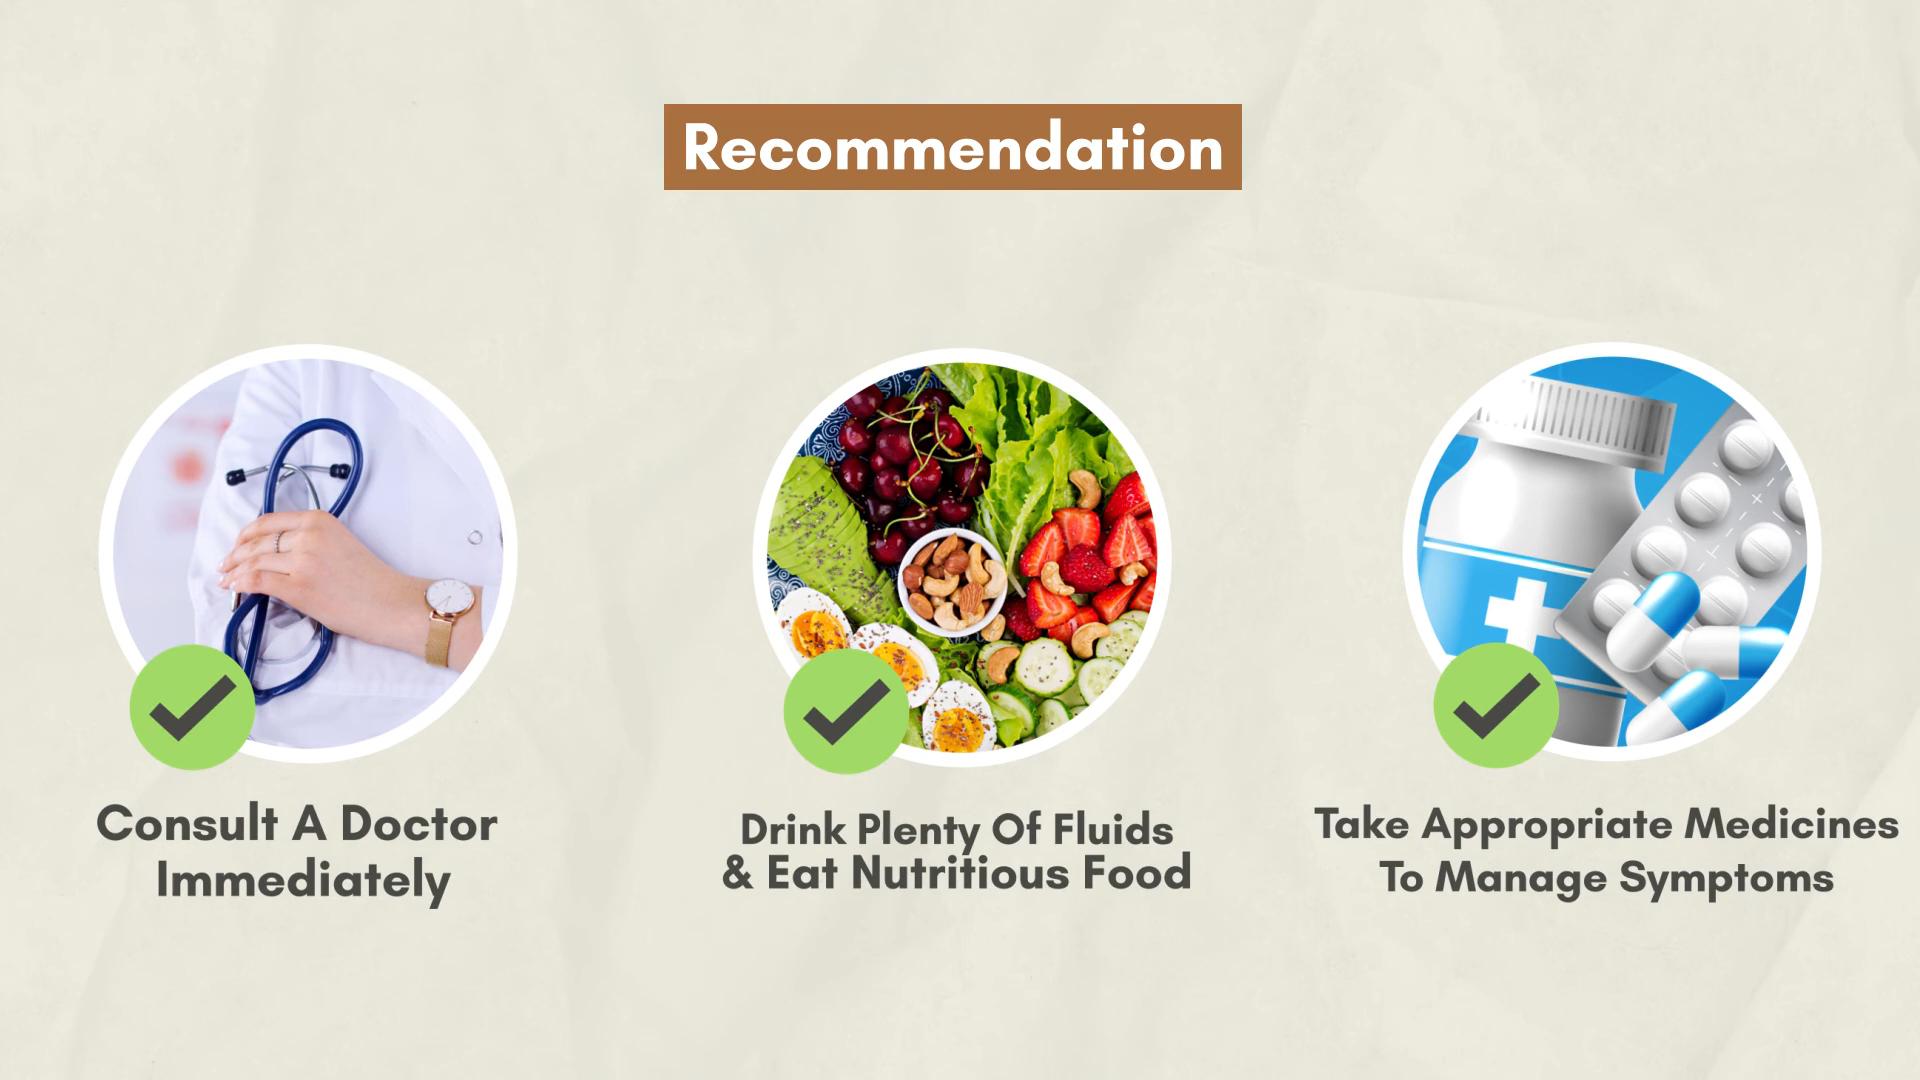 Recommendation
Consult A Doctor
Immediately
Drink Plenty Of Fluids
& Eat Nutritious Food
Take Appropriate Medicines
To Manage Symptoms